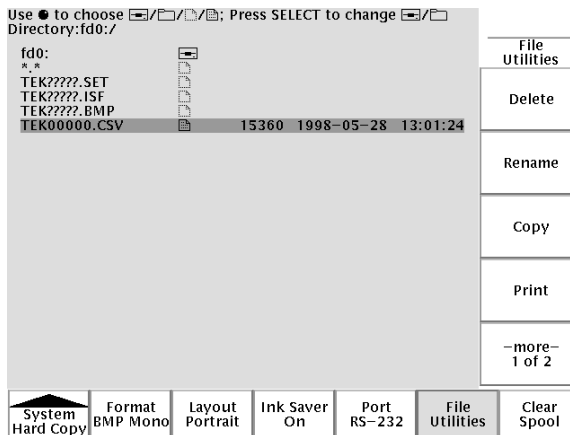 Use ● to choose / / / ; Press SELECT to change /
Directory:fd0:/
fd0:
*.*
TEK?????.SET
TEK?????.ISF
TEK?????.BMP
TEK00000.CSV 15360 1998-05-28 13:01:24
File
Utilities
Delete
Rename
Copy
Print
-more-
1 of 2
System
Hard Copy
Format
BMP Mono
Layout
Portrait
Ink Saver
On
Port
RS-232
File
Utilities
Clear
Spool